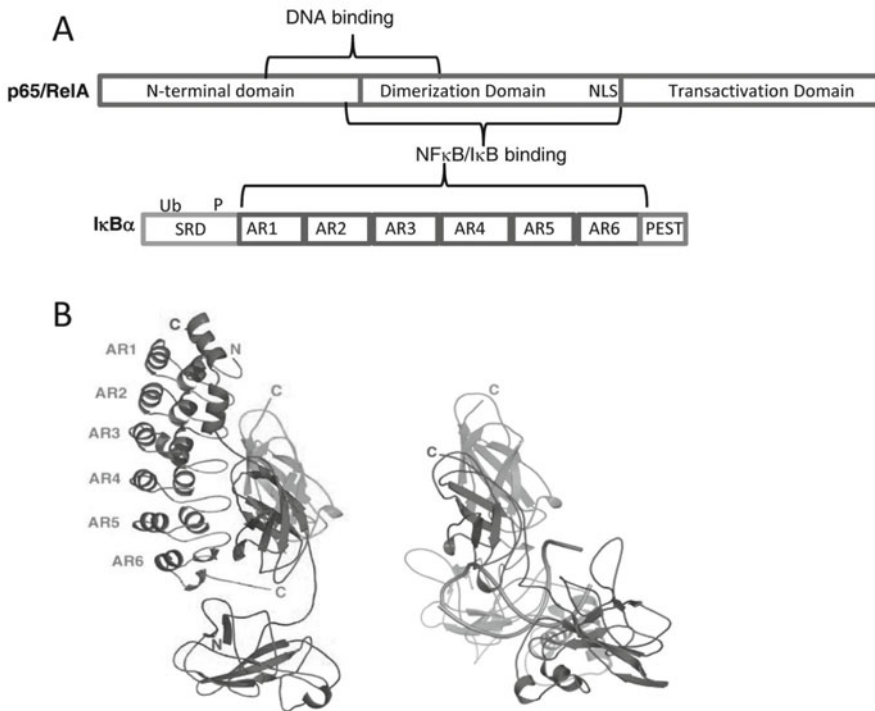 A
DNA binding
p65/RelA
N-terminal domain
Dimerization Domain
NLS
Transactivation Domain
NFκB/IκB binding
Ub P
IκBα
SRD
AR1
AR2
AR3
AR4
AR5
AR6
PEST
B
C
N
AR1
AR2
AR3
AR4
AR5
AR6
C
C
N
C
C